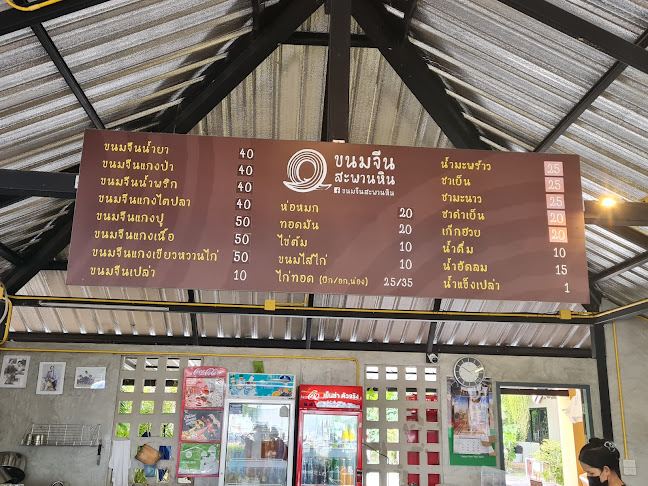 ขนมจีนน้ำยา 40
ขนมจีนแกงป่า 40
ขนมจีนน้ำพริก 40
ขนมจีนแกงไตปลา 40
ขนมจีนแกงปู 50
ขนมจีนแกงเนื้อ 50
ขนมจีนแกงเขียวหวานไก่ 50
ขนมจีนเปล่า 10
ขนมจีน
สะพานหิน
ขนมจีนสะพานหิน
ห่อหมก 20
ทอดมัน 20
ไข่ต้ม 10
ขนมใส่ไก่ 10
ไก่ทอด (ปีก/อก,น่อง) 25/35
น้ำมะพร้าว 25
ชาเย็น 25
ชามะนาว 25
ชาดำเย็น 20
เก๊กฮวย 20
น้ำดื่ม 10
น้ำอัดลม 15
น้ำแข็งเปล่า 1
Coca-Cola